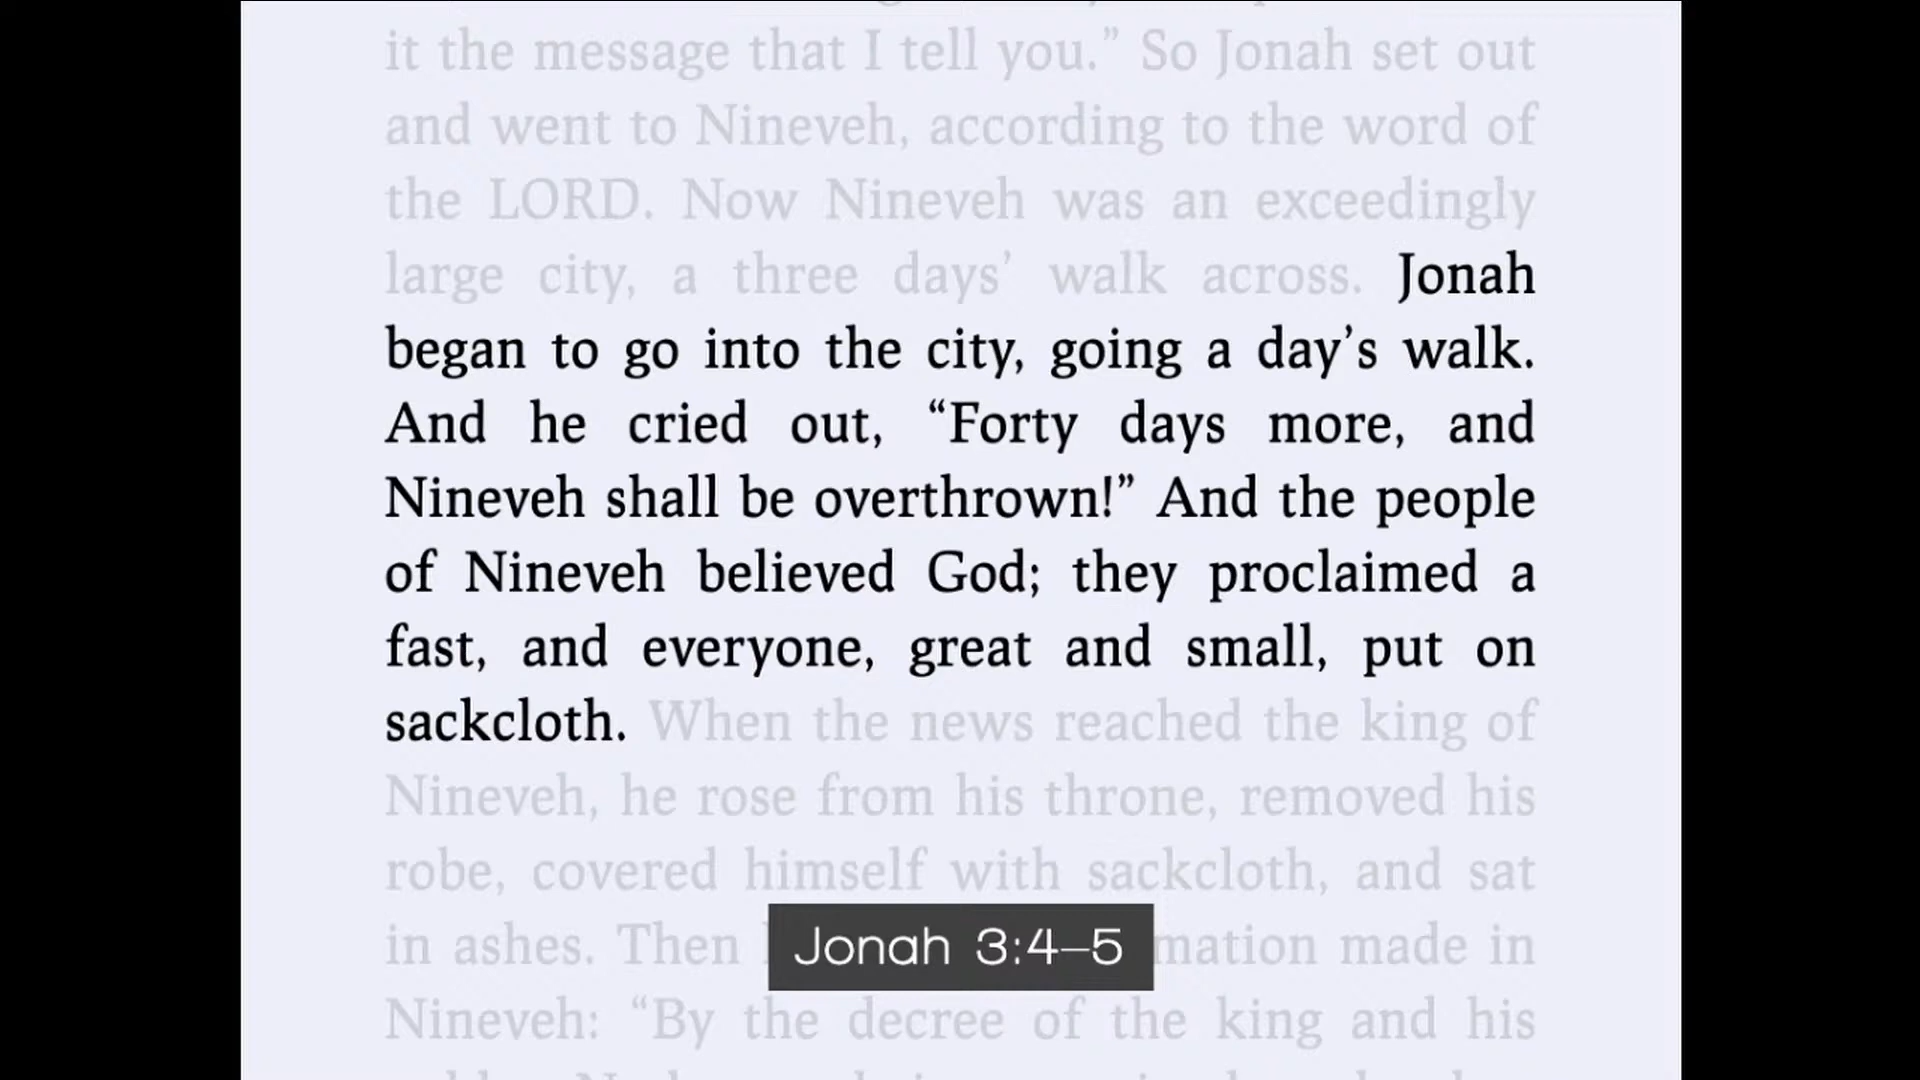 it the message that I tell you.” So Jonah set out
and went to Nineveh, according to the word of
the LORD. Now Nineveh was an exceedingly
large city, a three days’ walk across. Jonah
began to go into the city, going a day’s walk.
And he cried out, “Forty days more, and
Nineveh shall be overthrown!” And the people
of Nineveh believed God; they proclaimed a
fast, and everyone, great and small, put on
sackcloth. When the news reached the king of
Nineveh, he rose from his throne, removed his
robe, covered himself with sackcloth, and sat
in ashes. Then mation made in
Jonah 3:4–5
Nineveh: “By the decree of the king and his